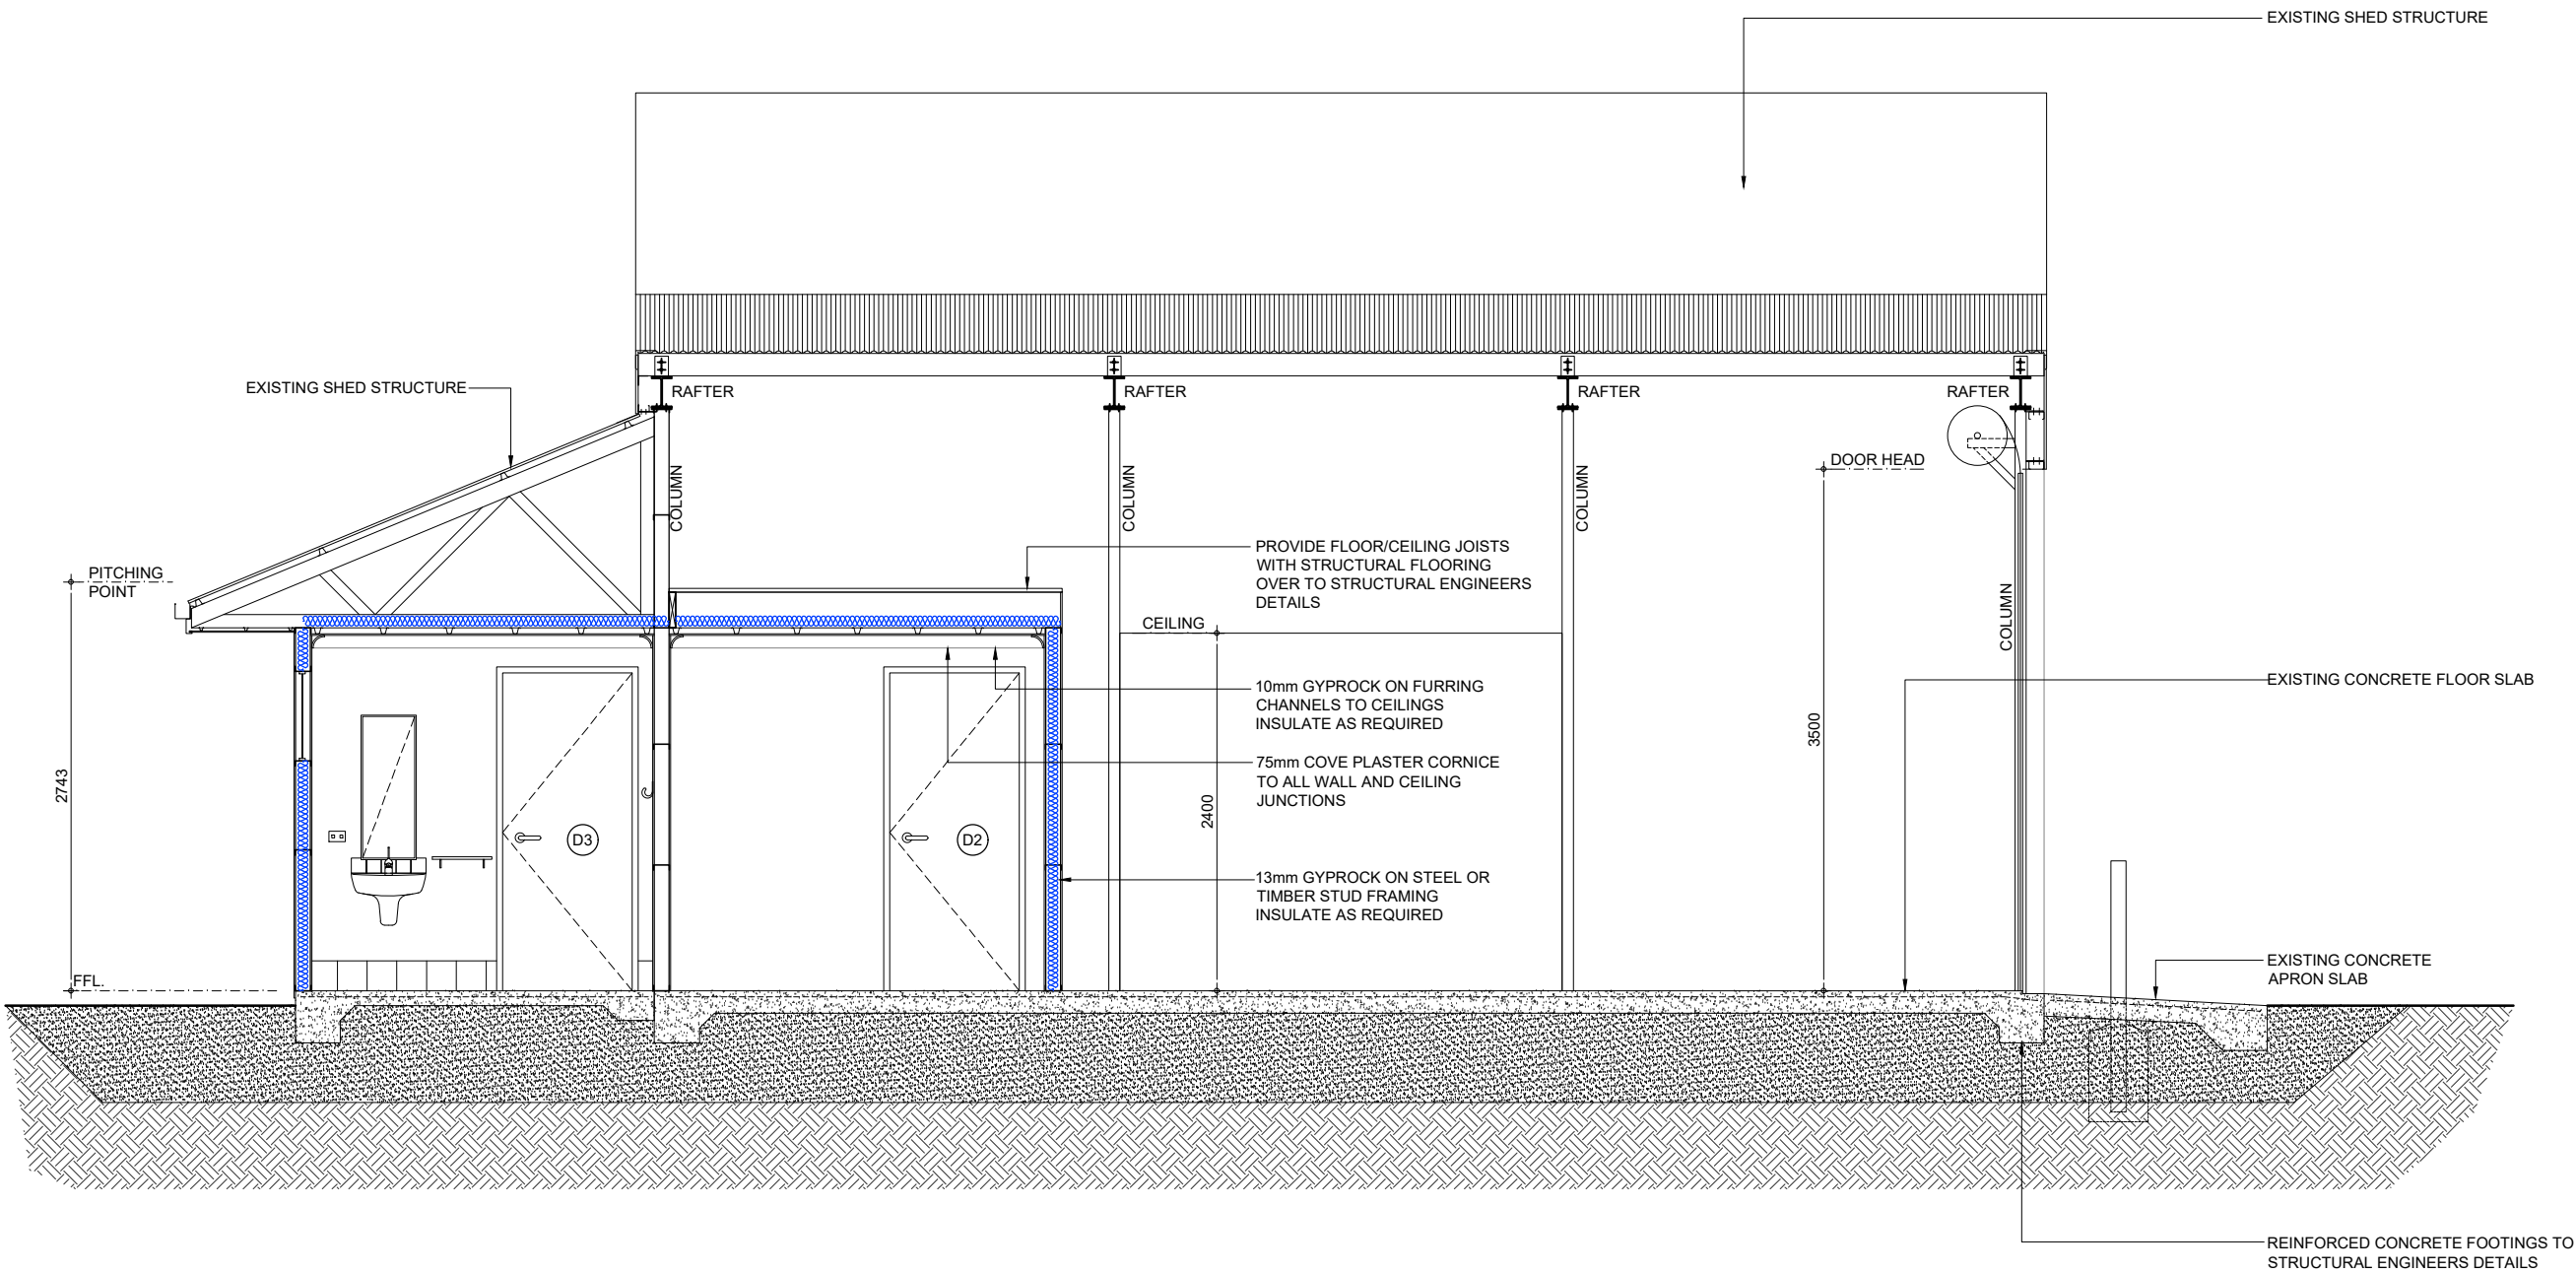 EXISTING SHED STRUCTURE
EXISTING SHED STRUCTURE
RAFTER
RAFTER
RAFTER
RAFTER
COLUMN
COLUMN
COLUMN
COLUMN
DOOR HEAD
PITCHING
POINT
PROVIDE FLOOR/CEILING JOISTS
WITH STRUCTURAL FLOORING
OVER TO STRUCTURAL ENGINEERS
DETAILS
CEILING
10mm GYPROCK ON FURRING
CHANNELS TO CEILINGS
INSULATE AS REQUIRED
EXISTING CONCRETE FLOOR SLAB
75mm COVE PLASTER CORNICE
TO ALL WALL AND CEILING
JUNCTIONS
2743
2400
3500
D3
D2
13mm GYPROCK ON STEEL OR
TIMBER STUD FRAMING
INSULATE AS REQUIRED
FFL.
EXISTING CONCRETE
APRON SLAB
REINFORCED CONCRETE FOOTINGS TO
STRUCTURAL ENGINEERS DETAILS